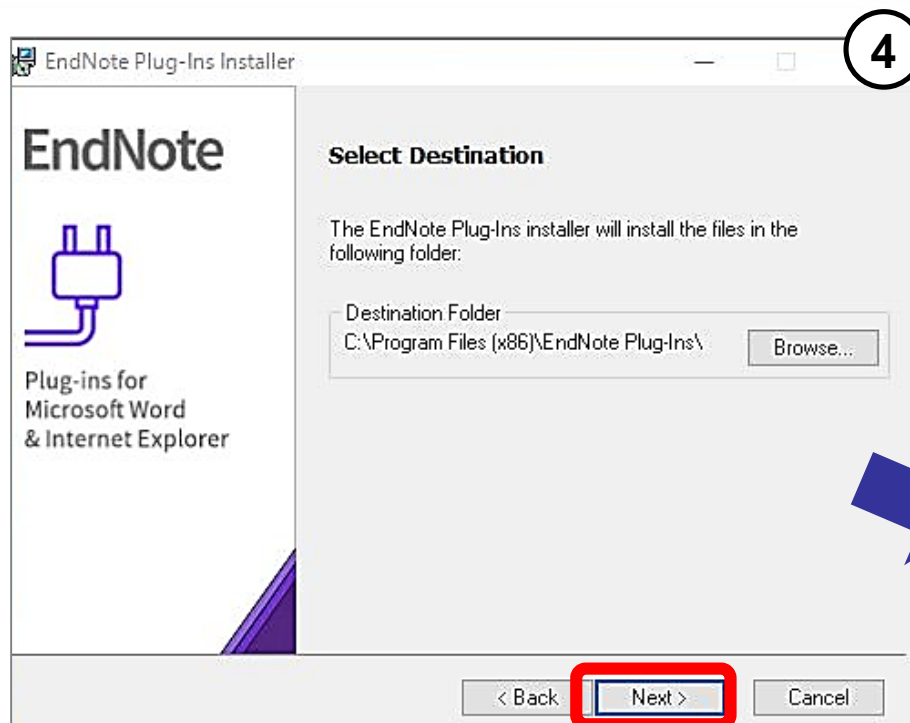 4
EndNote Plug-Ins Installer
EndNote
Plug-ins for
Microsoft Word
& Internet Explorer
Select Destination
The EndNote Plug-Ins installer will install the files in the
following folder:
Destination Folder
C:\Program Files (x86)\EndNote Plug-Ins\
Browse...
< Back
Next >
Cancel